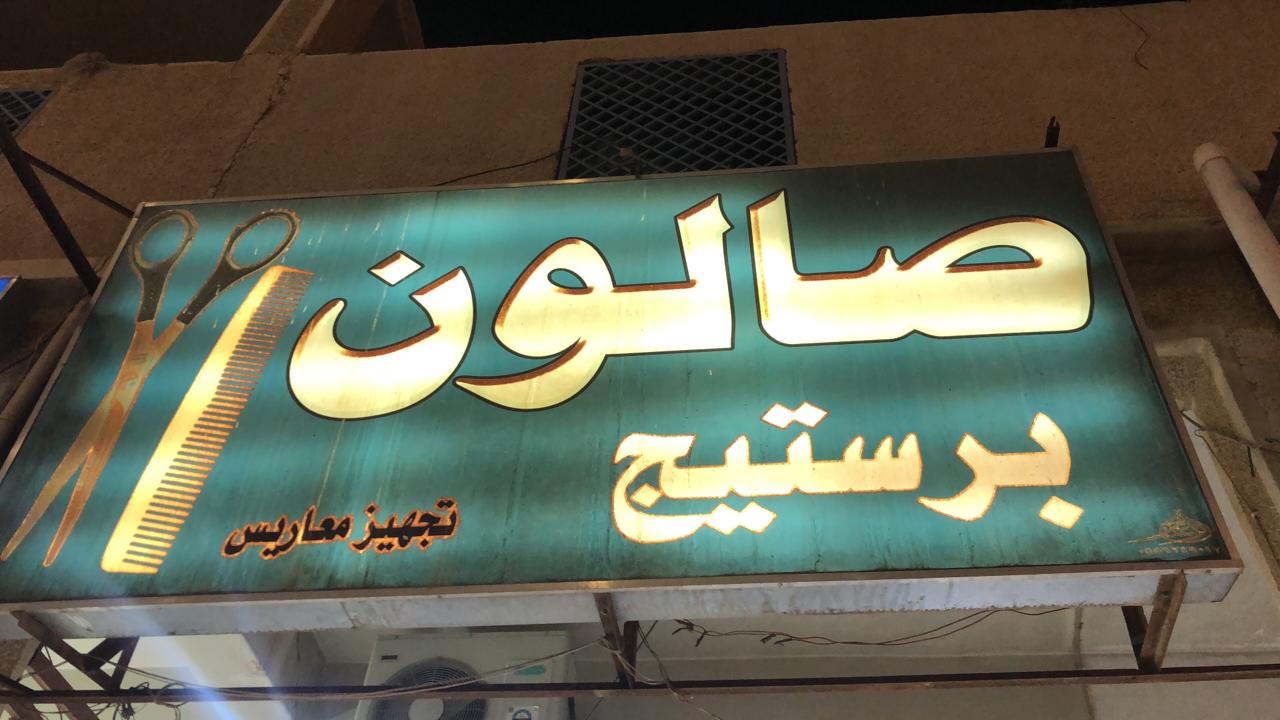 صالون
برستيج
تجهيز معاريس